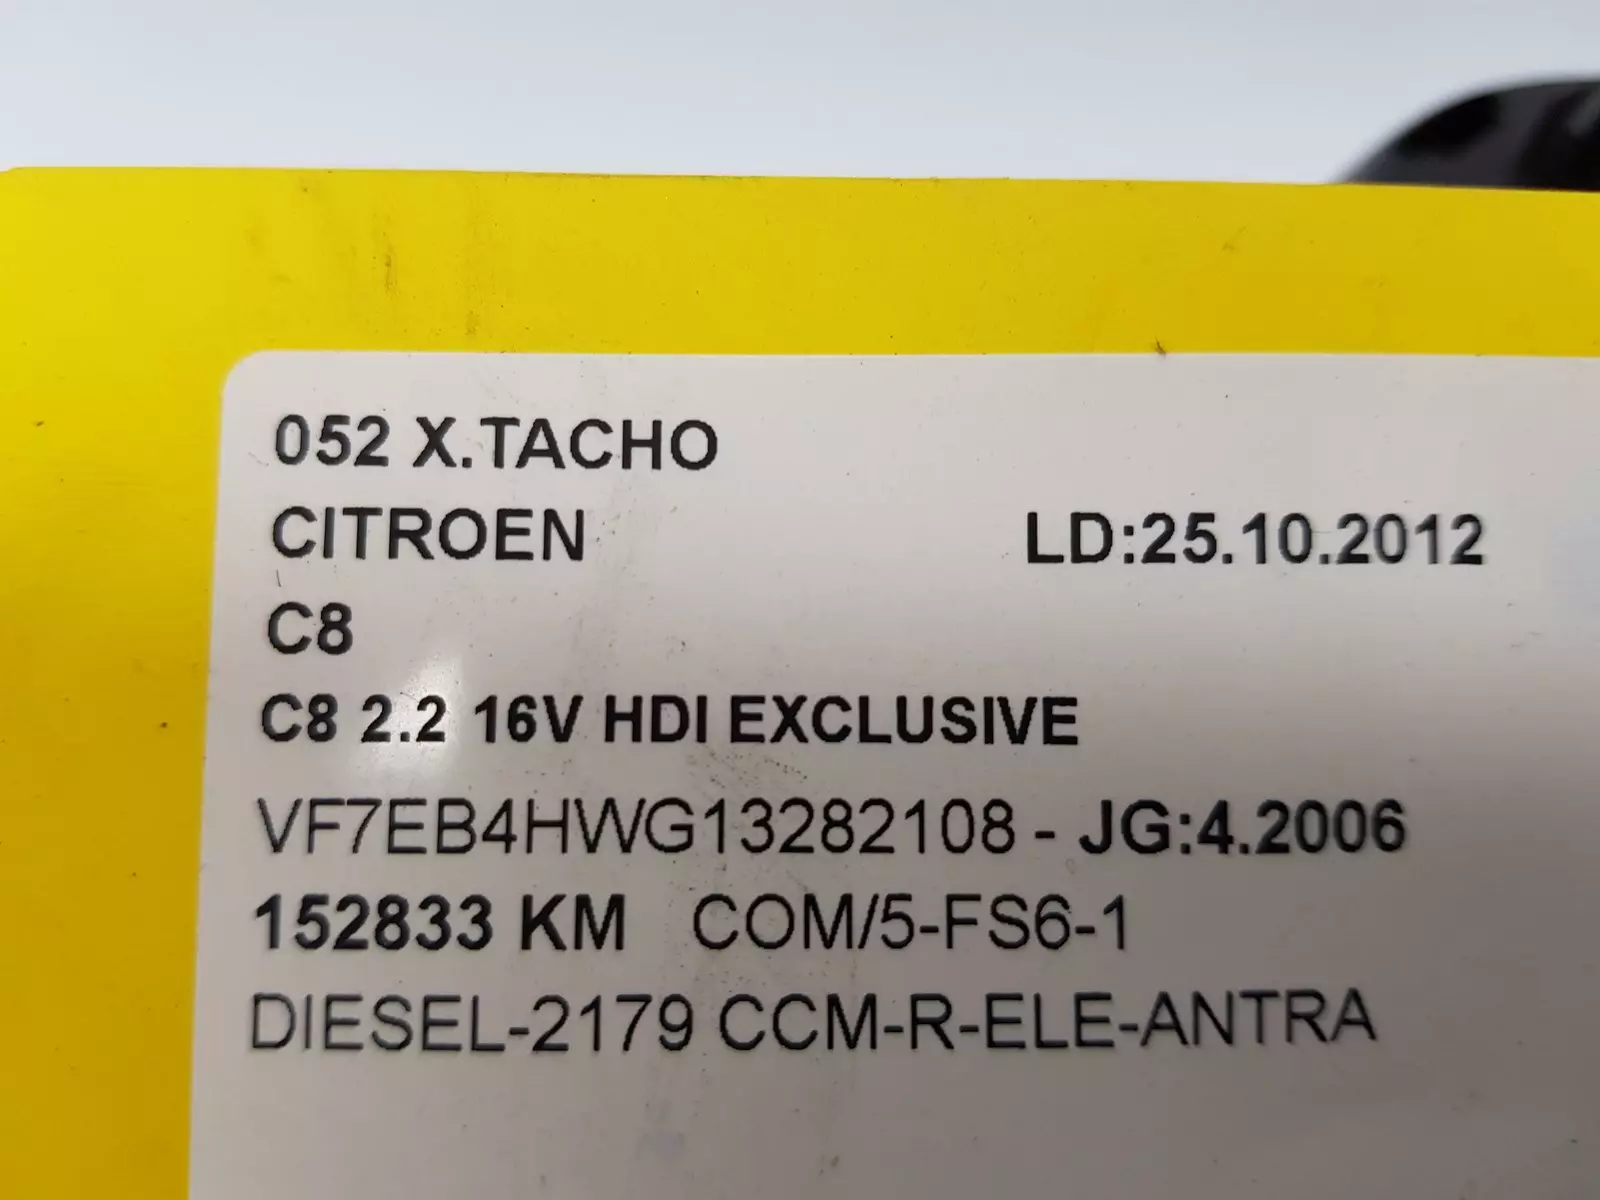 052 X.TACHO
CITROEN LD:25.10.2012
C8
C8 2.2 16V HDI EXCLUSIVE
VF7EB4HWG13282108 - JG:4.2006
152833 KM COM/5-FS6-1
DIESEL-2179 CCM-R-ELE-ANTRA